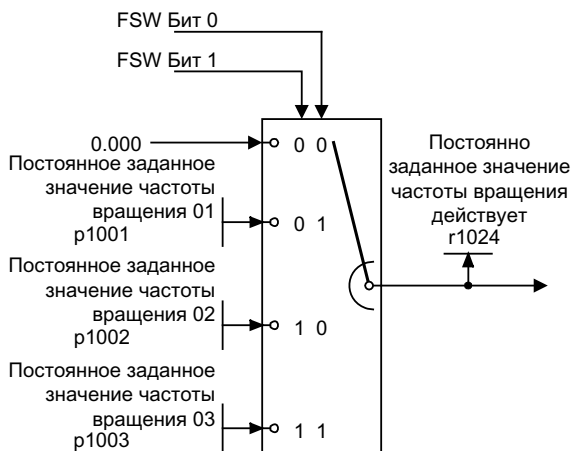 FSW Бит 0
FSW Бит 1
0.000
0 0
Постоянное заданное
значение частоты
вращения 01
p1001
0 1
Постоянное заданное
значение частоты
вращения 02
p1002
1 0
Постоянное заданное
значение частоты
вращения 03
p1003
1 1
Постоянно
заданное значение
частоты вращения
действует
r1024